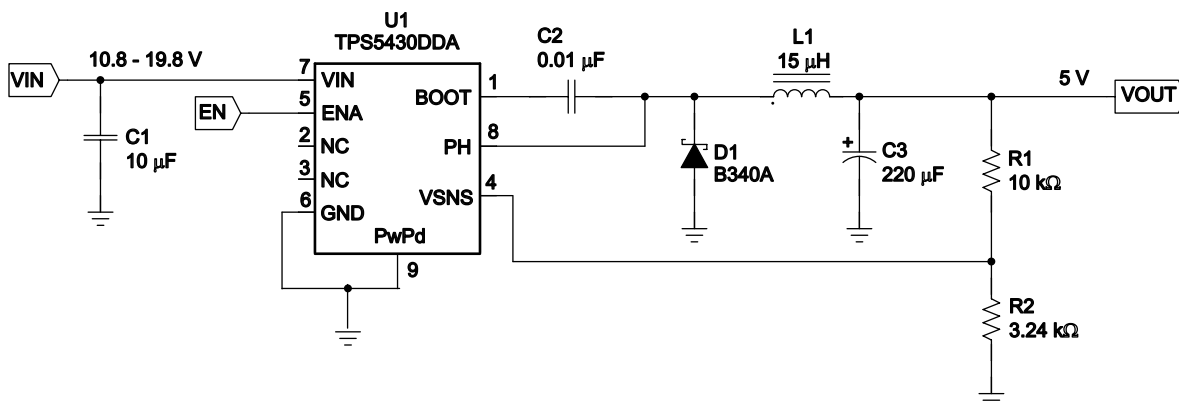 U1
TPS5430DDA
VIN
10.8 - 19.8 V
C1
10 μF
EN
7
VIN
5
ENA
2
NC
3
NC
6
GND
PwPd
9
BOOT
1
PH
8
VSNS
4
C2
0.01 μF
L1
15 μH
D1
B340A
+
C3
220 μF
5 V
VOUT
R1
10 kΩ
R2
3.24 kΩ